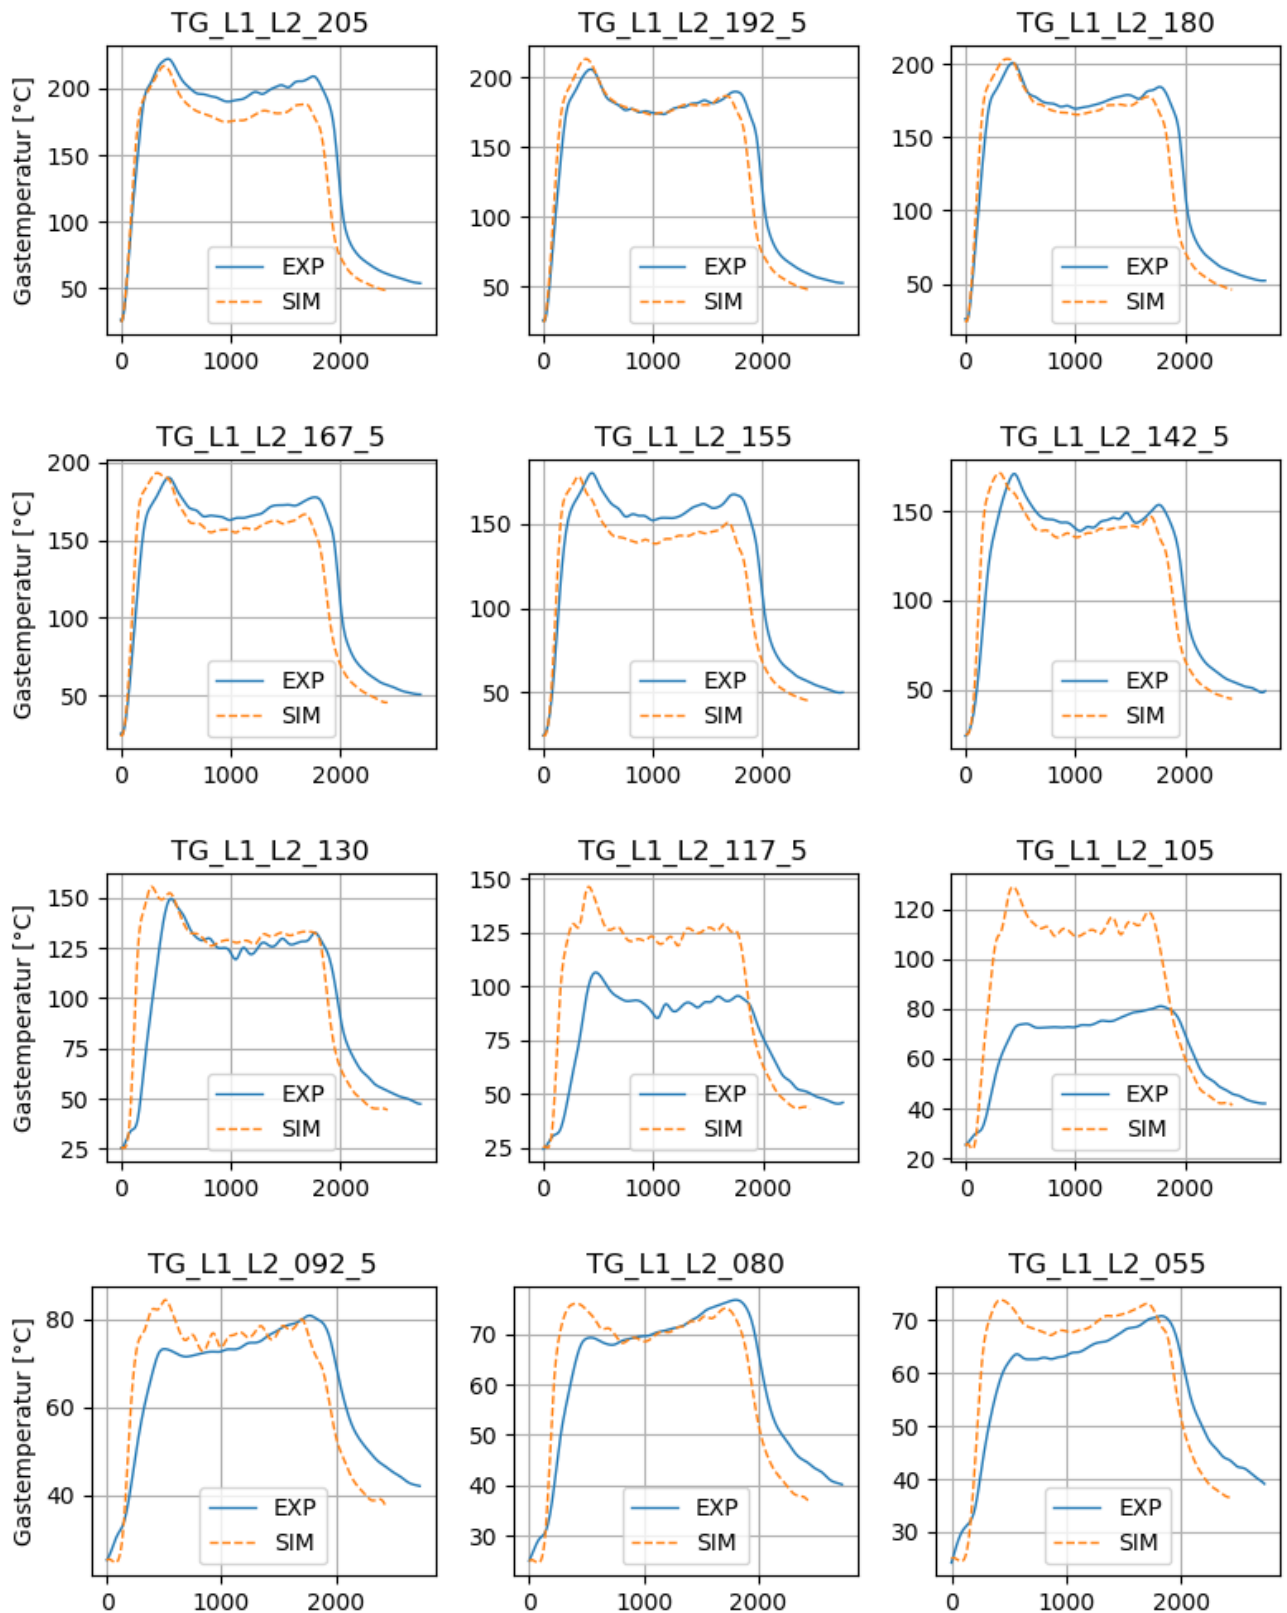 TG_L1_L2_205 TG_L1_L2_192_5 TG_L1_L2_180
Gastemperatur [°C]
200
150
100
50
EXP
SIM
0 1000 2000
200
150
100
50
EXP
SIM
0 1000 2000
200
150
100
50
EXP
SIM
0 1000 2000
TG_L1_L2_167_5 TG_L1_L2_155 TG_L1_L2_142_5
Gastemperatur [°C]
200
150
100
50
EXP
SIM
0 1000 2000
150
100
50
EXP
SIM
0 1000 2000
150
100
50
EXP
SIM
0 1000 2000
TG_L1_L2_130 TG_L1_L2_117_5 TG_L1_L2_105
Gastemperatur [°C]
150
125
100
75
50
25
EXP
SIM
0 1000 2000
150
125
100
75
50
25
EXP
SIM
0 1000 2000
120
100
80
60
40
20
EXP
SIM
0 1000 2000
TG_L1_L2_092_5 TG_L1_L2_080 TG_L1_L2_055
Gastemperatur [°C]
80
60
40
EXP
SIM
0 1000 2000
70
60
50
40
30
EXP
SIM
0 1000 2000
70
60
50
40
30
EXP
SIM
0 1000 2000